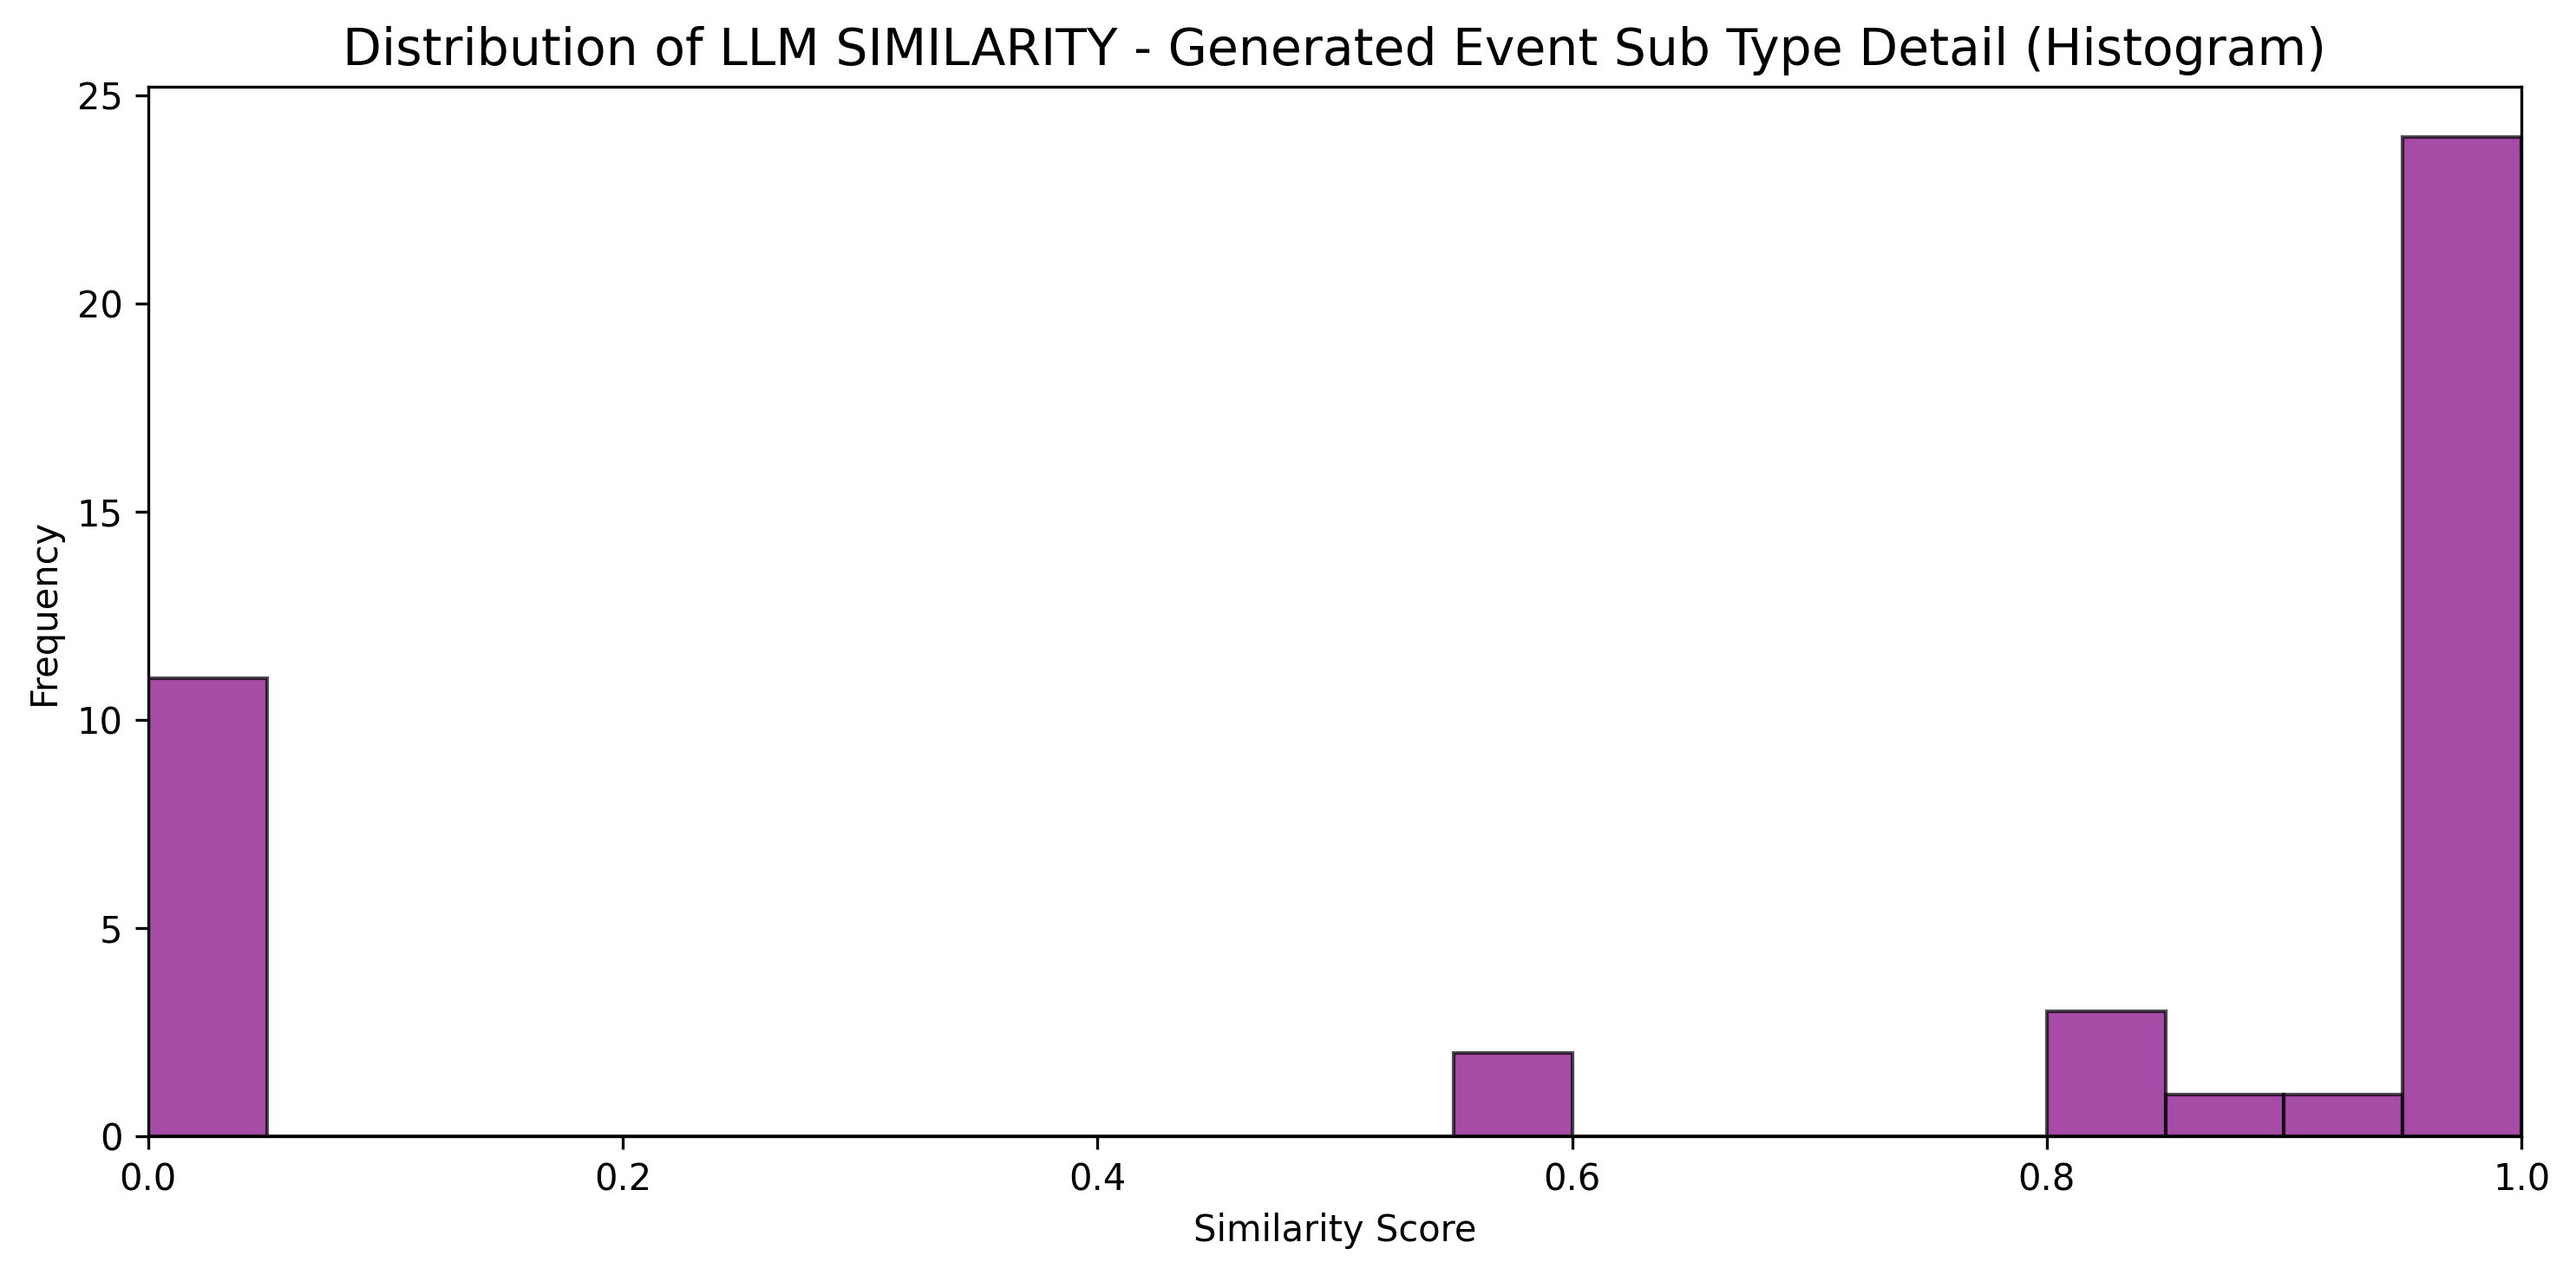 Distribution of LLM SIMILARITY - Generated Event Sub Type Detail (Histogram)
25
20
15
10
5
0
Frequency
0.0 0.2 0.4 0.6 0.8 1.0
Similarity Score